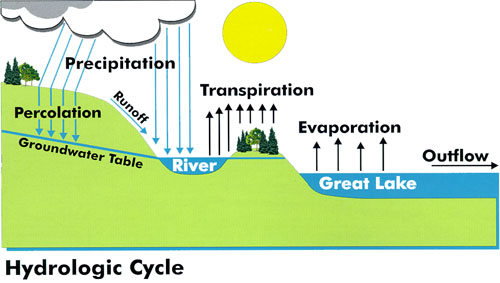 Precipitation
Transpiration
Runoff
Percolation
Evaporation
Groundwater Table
River
Outflow
Great Lake
Hydrologic Cycle